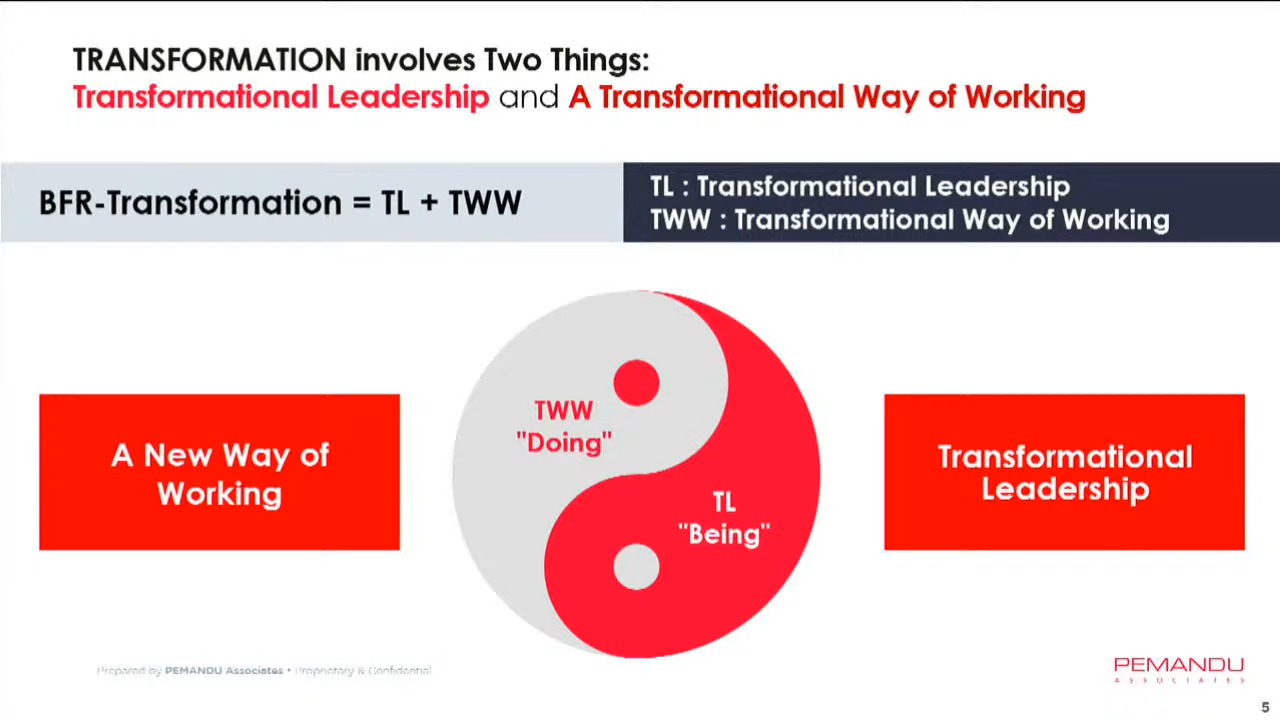 TRANSFORMATION involves Two Things:
Transformational Leadership and A Transformational Way of Working
BFR-Transformation = TL + TWW
TL : Transformational Leadership
TWW : Transformational Way of Working
A New Way of
Working
TWW
"Doing"
TL
"Being"
Transformational
Leadership
Prepared by PEMANDU Associates • Proprietary & Confidential
PEMANDU
ASSOCIATES
5